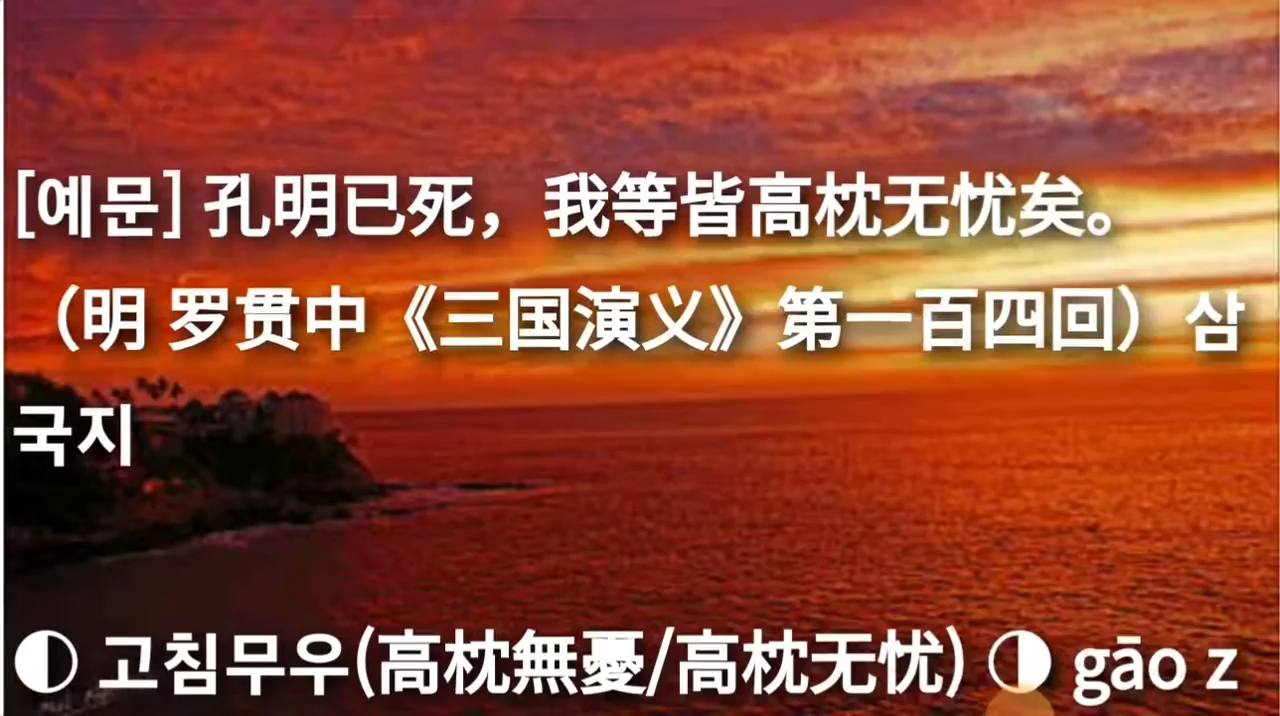 [예문] 孔明已死，我等皆高枕无忧矣。
（明 罗贯中《三国演义》第一百四回）삼
국지
◐ 고침무우(高枕無憂/高枕无忧) ◑ gāo z